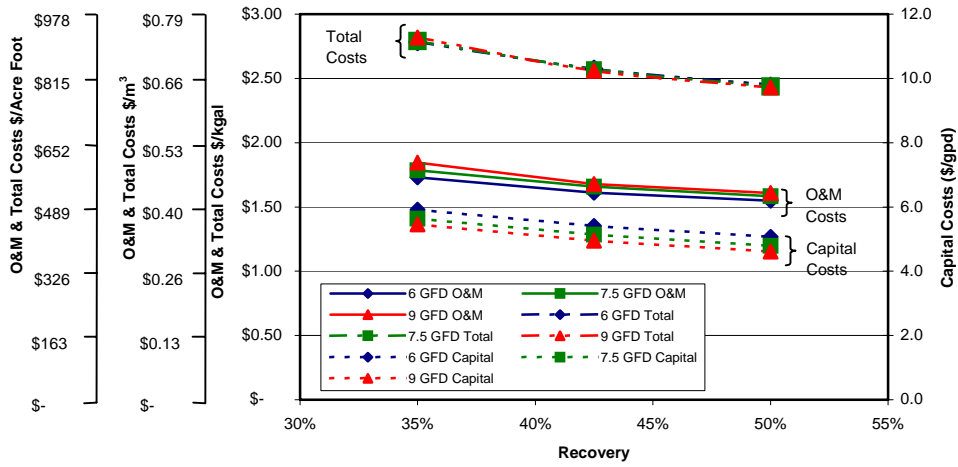 O&M & Total Costs $/Acre Foot
$978
$815
$652
$489
$326
$163
$-
O&M & Total Costs $/m³
$0.79
$0.66
$0.53
$0.40
$0.26
$0.13
$-
O&M & Total Costs $/kgal
$3.00
$2.50
$2.00
$1.50
$1.00
$0.50
$-
Total
Costs
O&M
Costs
Capital
Costs
6 GFD O&M
7.5 GFD O&M
9 GFD O&M
6 GFD Total
7.5 GFD Total
9 GFD Total
6 GFD Capital
7.5 GFD Capital
9 GFD Capital
12.0
10.0
8.0
6.0
4.0
2.0
0.0
Capital Costs ($/gpd)
30%
35%
40%
45%
50%
55%
Recovery